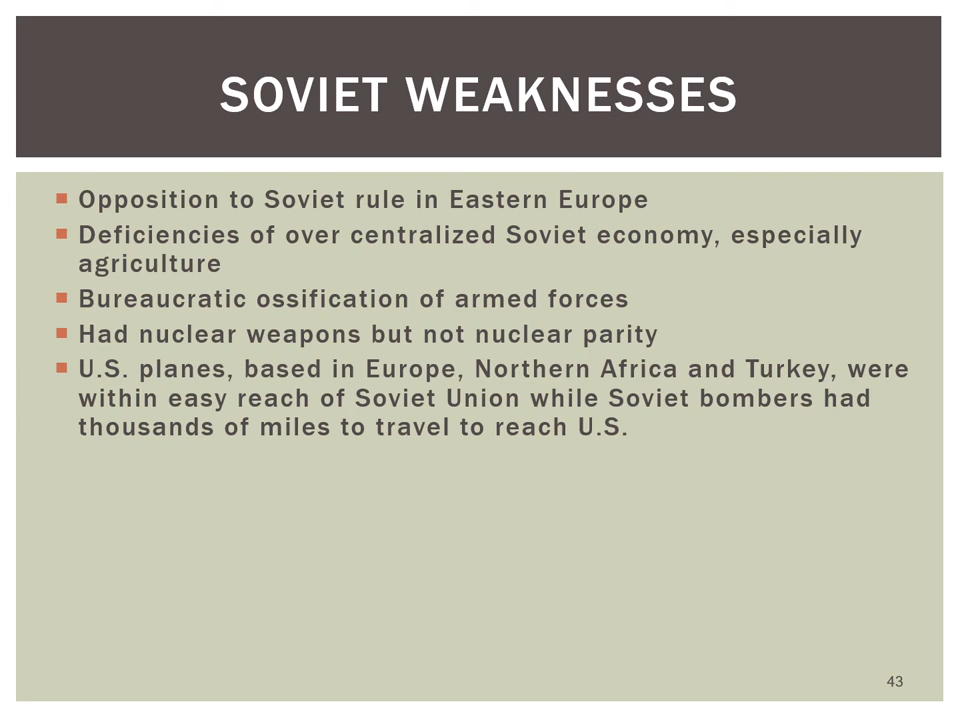 SOVIET WEAKNESSES
Opposition to Soviet rule in Eastern Europe
Deficiencies of over centralized Soviet economy, especially
agriculture
Bureaucratic ossification of armed forces
Had nuclear weapons but not nuclear parity
U.S. planes, based in Europe, Northern Africa and Turkey, were
within easy reach of Soviet Union while Soviet bombers had
thousands of miles to travel to reach U.S.
43